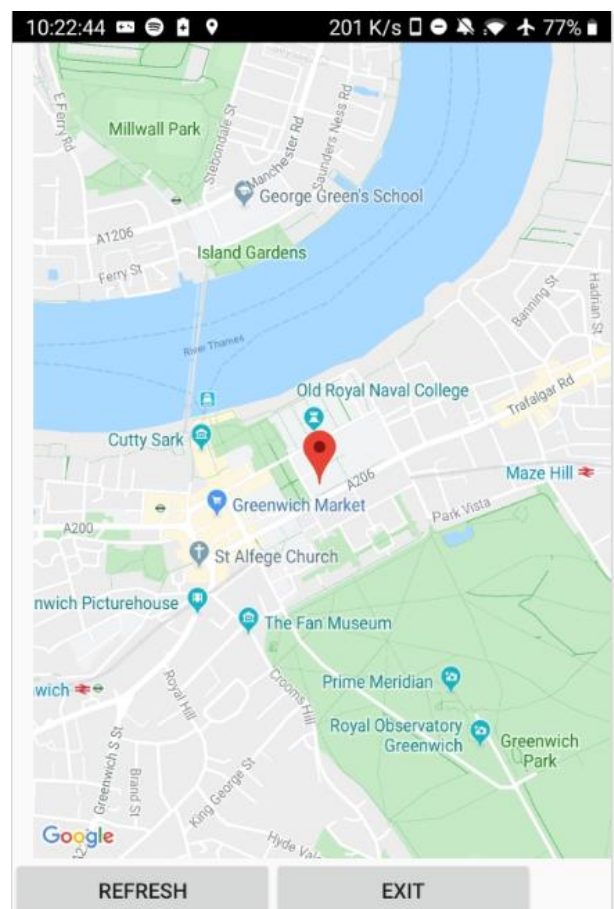 10:22:44
201 K/s
77%
E Ferry Rd
Millwall Park
Stebondale St
Manchester Rd
Saunders Ness Rd
George Green's School
A1206
Island Gardens
Ferry St
River Thames
Banning St
Hadrian St
Old Royal Naval College
Trafalgar Rd
Cutty Sark
A206
Maze Hill
Greenwich Market
Park Vista
A200
St Alfege Church
nwich Picturehouse
The Fan Museum
wich
Royal Hill
Crooms Hill
Prime Meridian
Royal Observatory
Greenwich
Greenwich
Park
Greenwich S St
Brand St
King George St
Google
Hyde Val
A2
REFRESH
EXIT